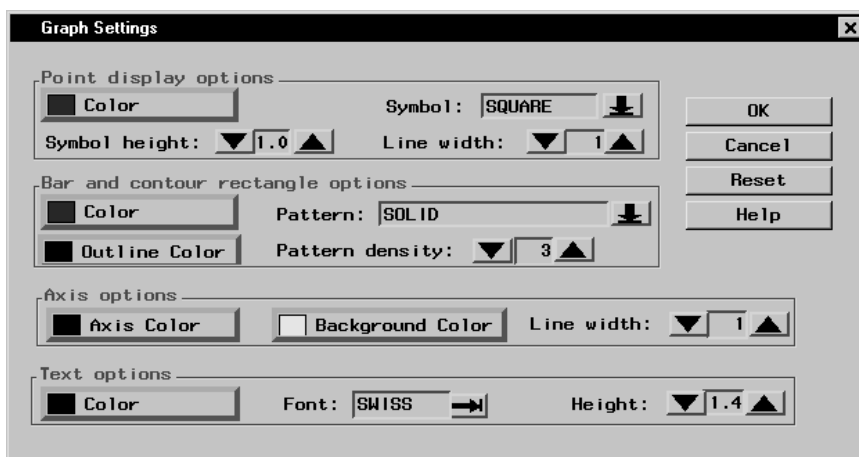 Graph Settings
Point display options
Color
Symbol: SQUARE
Symbol height: 1.0
Line width: 1
Bar and contour rectangle options
Color
Pattern: SOLID
Outline Color
Pattern density: 3
Axis options
Axis Color
Background Color
Line width: 1
Text options
Color
Font: SWISS
Height: 1.4
OK
Cancel
Reset
Help